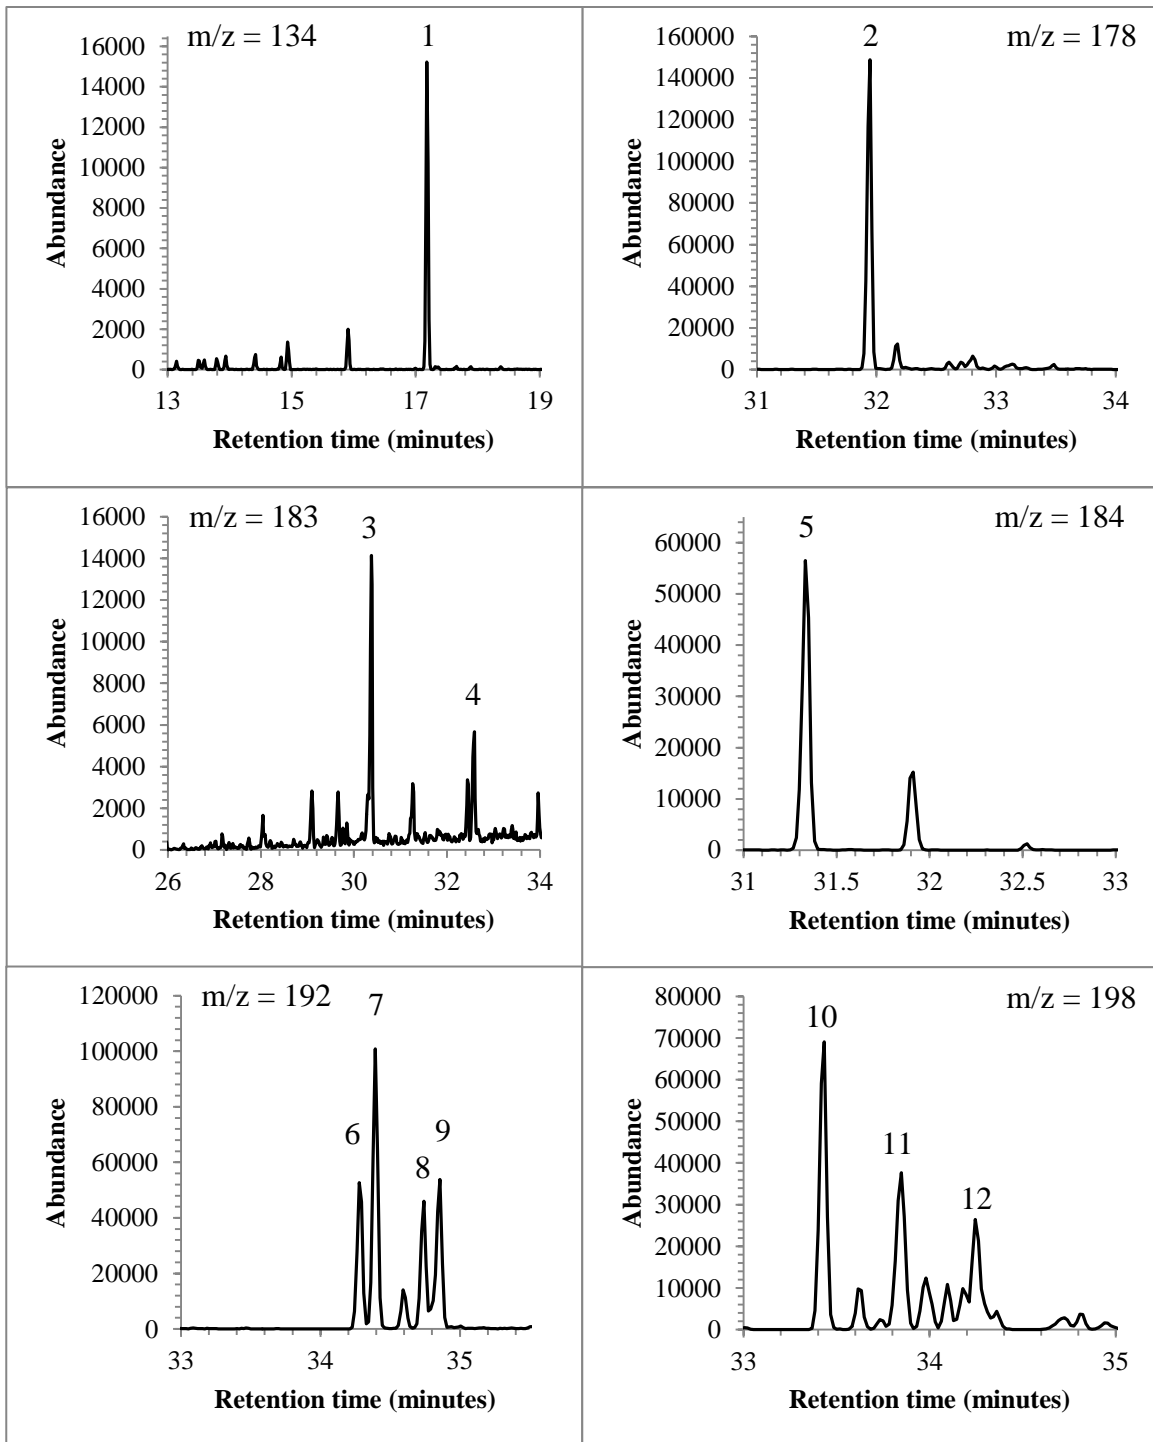 m/z = 134
1
16000
14000
12000
10000
8000
6000
4000
2000
0
Abundance
13 15 17 19
Retention time (minutes)
2
m/z = 178
160000
140000
120000
100000
80000
60000
40000
20000
0
Abundance
31 32 33 34
Retention time (minutes)
m/z = 183
3
4
16000
14000
12000
10000
8000
6000
4000
2000
0
Abundance
26 28 30 32 34
Retention time (minutes)
m/z = 184
5
60000
50000
40000
30000
20000
10000
0
Abundance
31 31.5 32 32.5 33
Retention time (minutes)
m/z = 192
7
6
9
8
120000
100000
80000
60000
40000
20000
0
Abundance
33 34 35
Retention time (minutes)
m/z = 198
10
11
12
80000
70000
60000
50000
40000
30000
20000
10000
0
Abundance
33 34 35
Retention time (minutes)